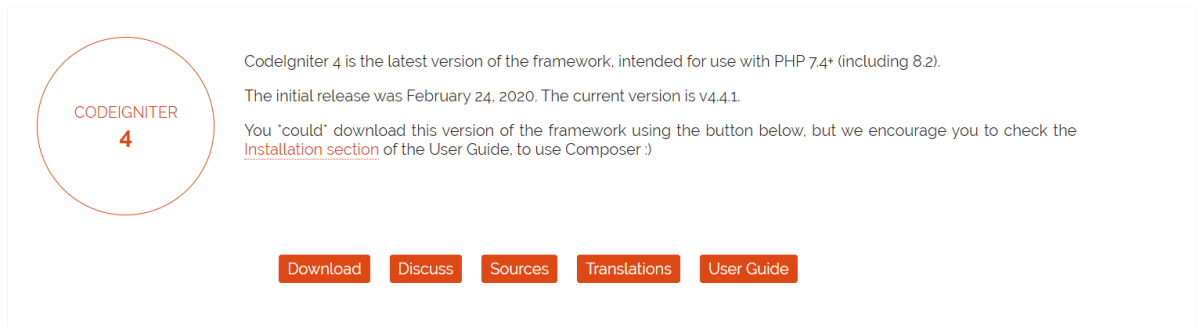 CodeIgniter 4 is the latest version of the framework, intended for use with PHP 7.4+ (including 8.2).
The initial release was February 24, 2020. The current version is v4.4.1.
CODEIGNITER
4
You *could* download this version of the framework using the button below, but we encourage you to check the
Installation section of the User Guide, to use Composer :)
Download Discuss Sources Translations User Guide